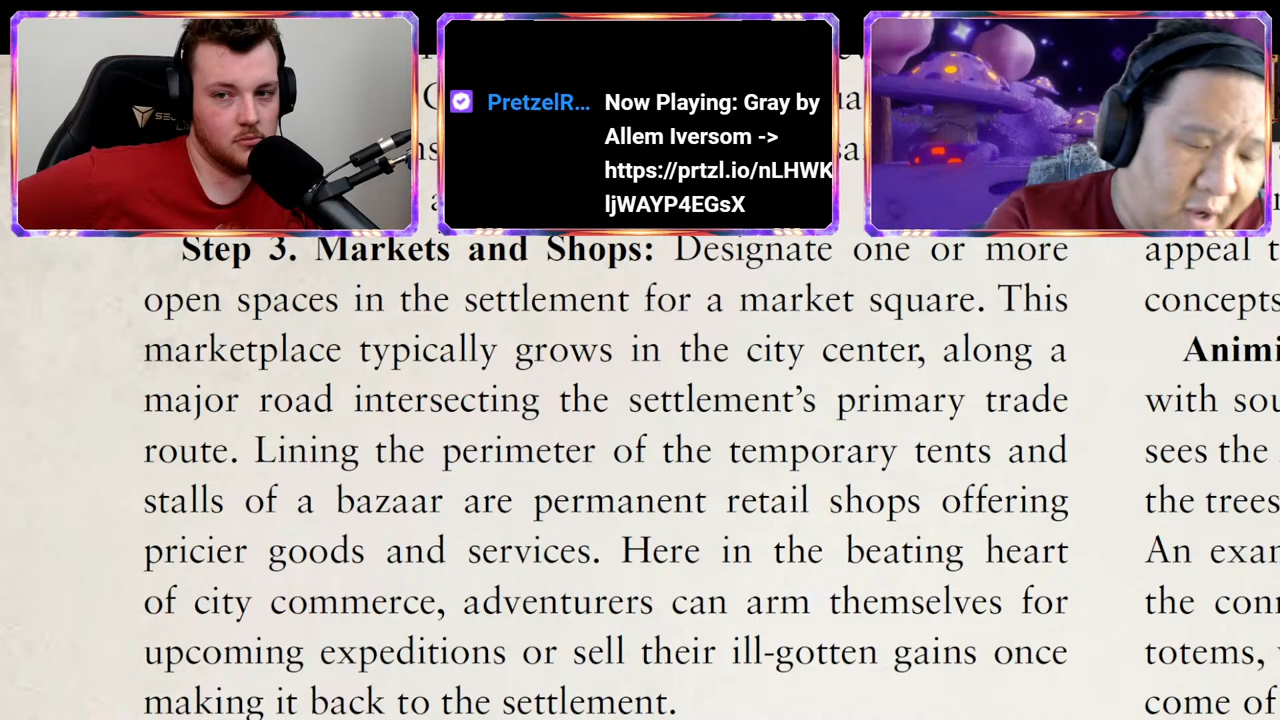 PretzelR... Now Playing: Gray by
Allem Iversom ->
https://prtzl.io/nLHWK
ljWAYP4EGsX
Step 3. Markets and Shops: Designate one or more
open spaces in the settlement for a market square. This
marketplace typically grows in the city center, along a
major road intersecting the settlement’s primary trade
route. Lining the perimeter of the temporary tents and
stalls of a bazaar are permanent retail shops offering
pricier goods and services. Here in the beating heart
of city commerce, adventurers can arm themselves for
upcoming expeditions or sell their ill-gotten gains once
making it back to the settlement.
appeal
concepts
with
sees the
the trees
An
the
totems,
come of